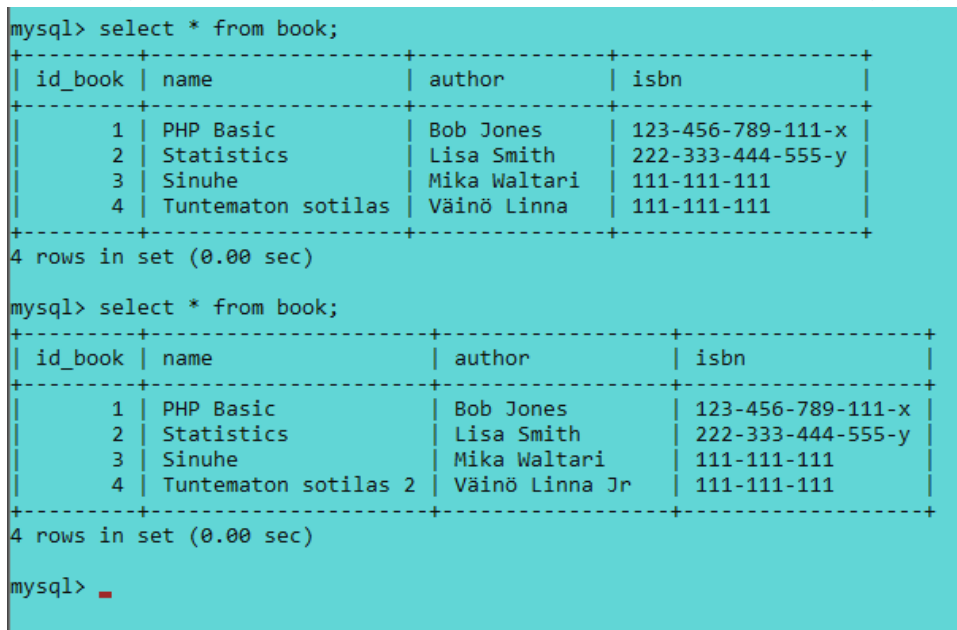 mysql> select * from book;
+---------+--------------------+---------------+-------------------+
| id_book | name               | author        | isbn              |
+---------+--------------------+---------------+-------------------+
|       1 | PHP Basic          | Bob Jones     | 123-456-789-111-x |
|       2 | Statistics         | Lisa Smith    | 222-333-444-555-y |
|       3 | Sinuhe             | Mika Waltari  | 111-111-111       |
|       4 | Tuntematon sotilas | Väinö Linna   | 111-111-111       |
+---------+--------------------+---------------+-------------------+
4 rows in set (0.00 sec)
mysql> select * from book;
+---------+----------------------+------------------+-------------------+
| id_book | name                 | author           | isbn              |
+---------+----------------------+------------------+-------------------+
|       1 | PHP Basic            | Bob Jones        | 123-456-789-111-x |
|       2 | Statistics           | Lisa Smith       | 222-333-444-555-y |
|       3 | Sinuhe               | Mika Waltari     | 111-111-111       |
|       4 | Tuntematon sotilas 2 | Väinö Linna Jr   | 111-111-111       |
+---------+----------------------+------------------+-------------------+
4 rows in set (0.00 sec)
mysql>